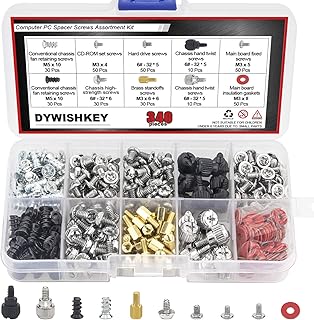 Computer PC Spacer Screws Assortment Kit
Conventional chassis fan retaining screws
M5 x 10
30 Pcs
CD-ROM set screws
M3 x 4
50 Pcs
Hard drive screws
6# - 32 * 5
50 Pcs
Chassis hand twist screws
6# - 32 * 5
10 Pcs
Main board fixed screws
M3 x 5
50 Pcs
Conventional chassis fan retaining screws
M5 x 10
30 Pcs
Chassis high-strength screws
6# - 32 * 6
30 Pcs
Brass standoffs screws
M3 x 6 + 6
30 Pcs
Chassis hand twist screws
6# - 32 * 5
10 Pcs
Main board insulation gaskets
M3 x 8
50 Pcs
DYWISHKEY
340
pieces
NOT SUITABLE FOR CHILDREN
UNDER 8 YEARS DUE TO SMALL PARTS